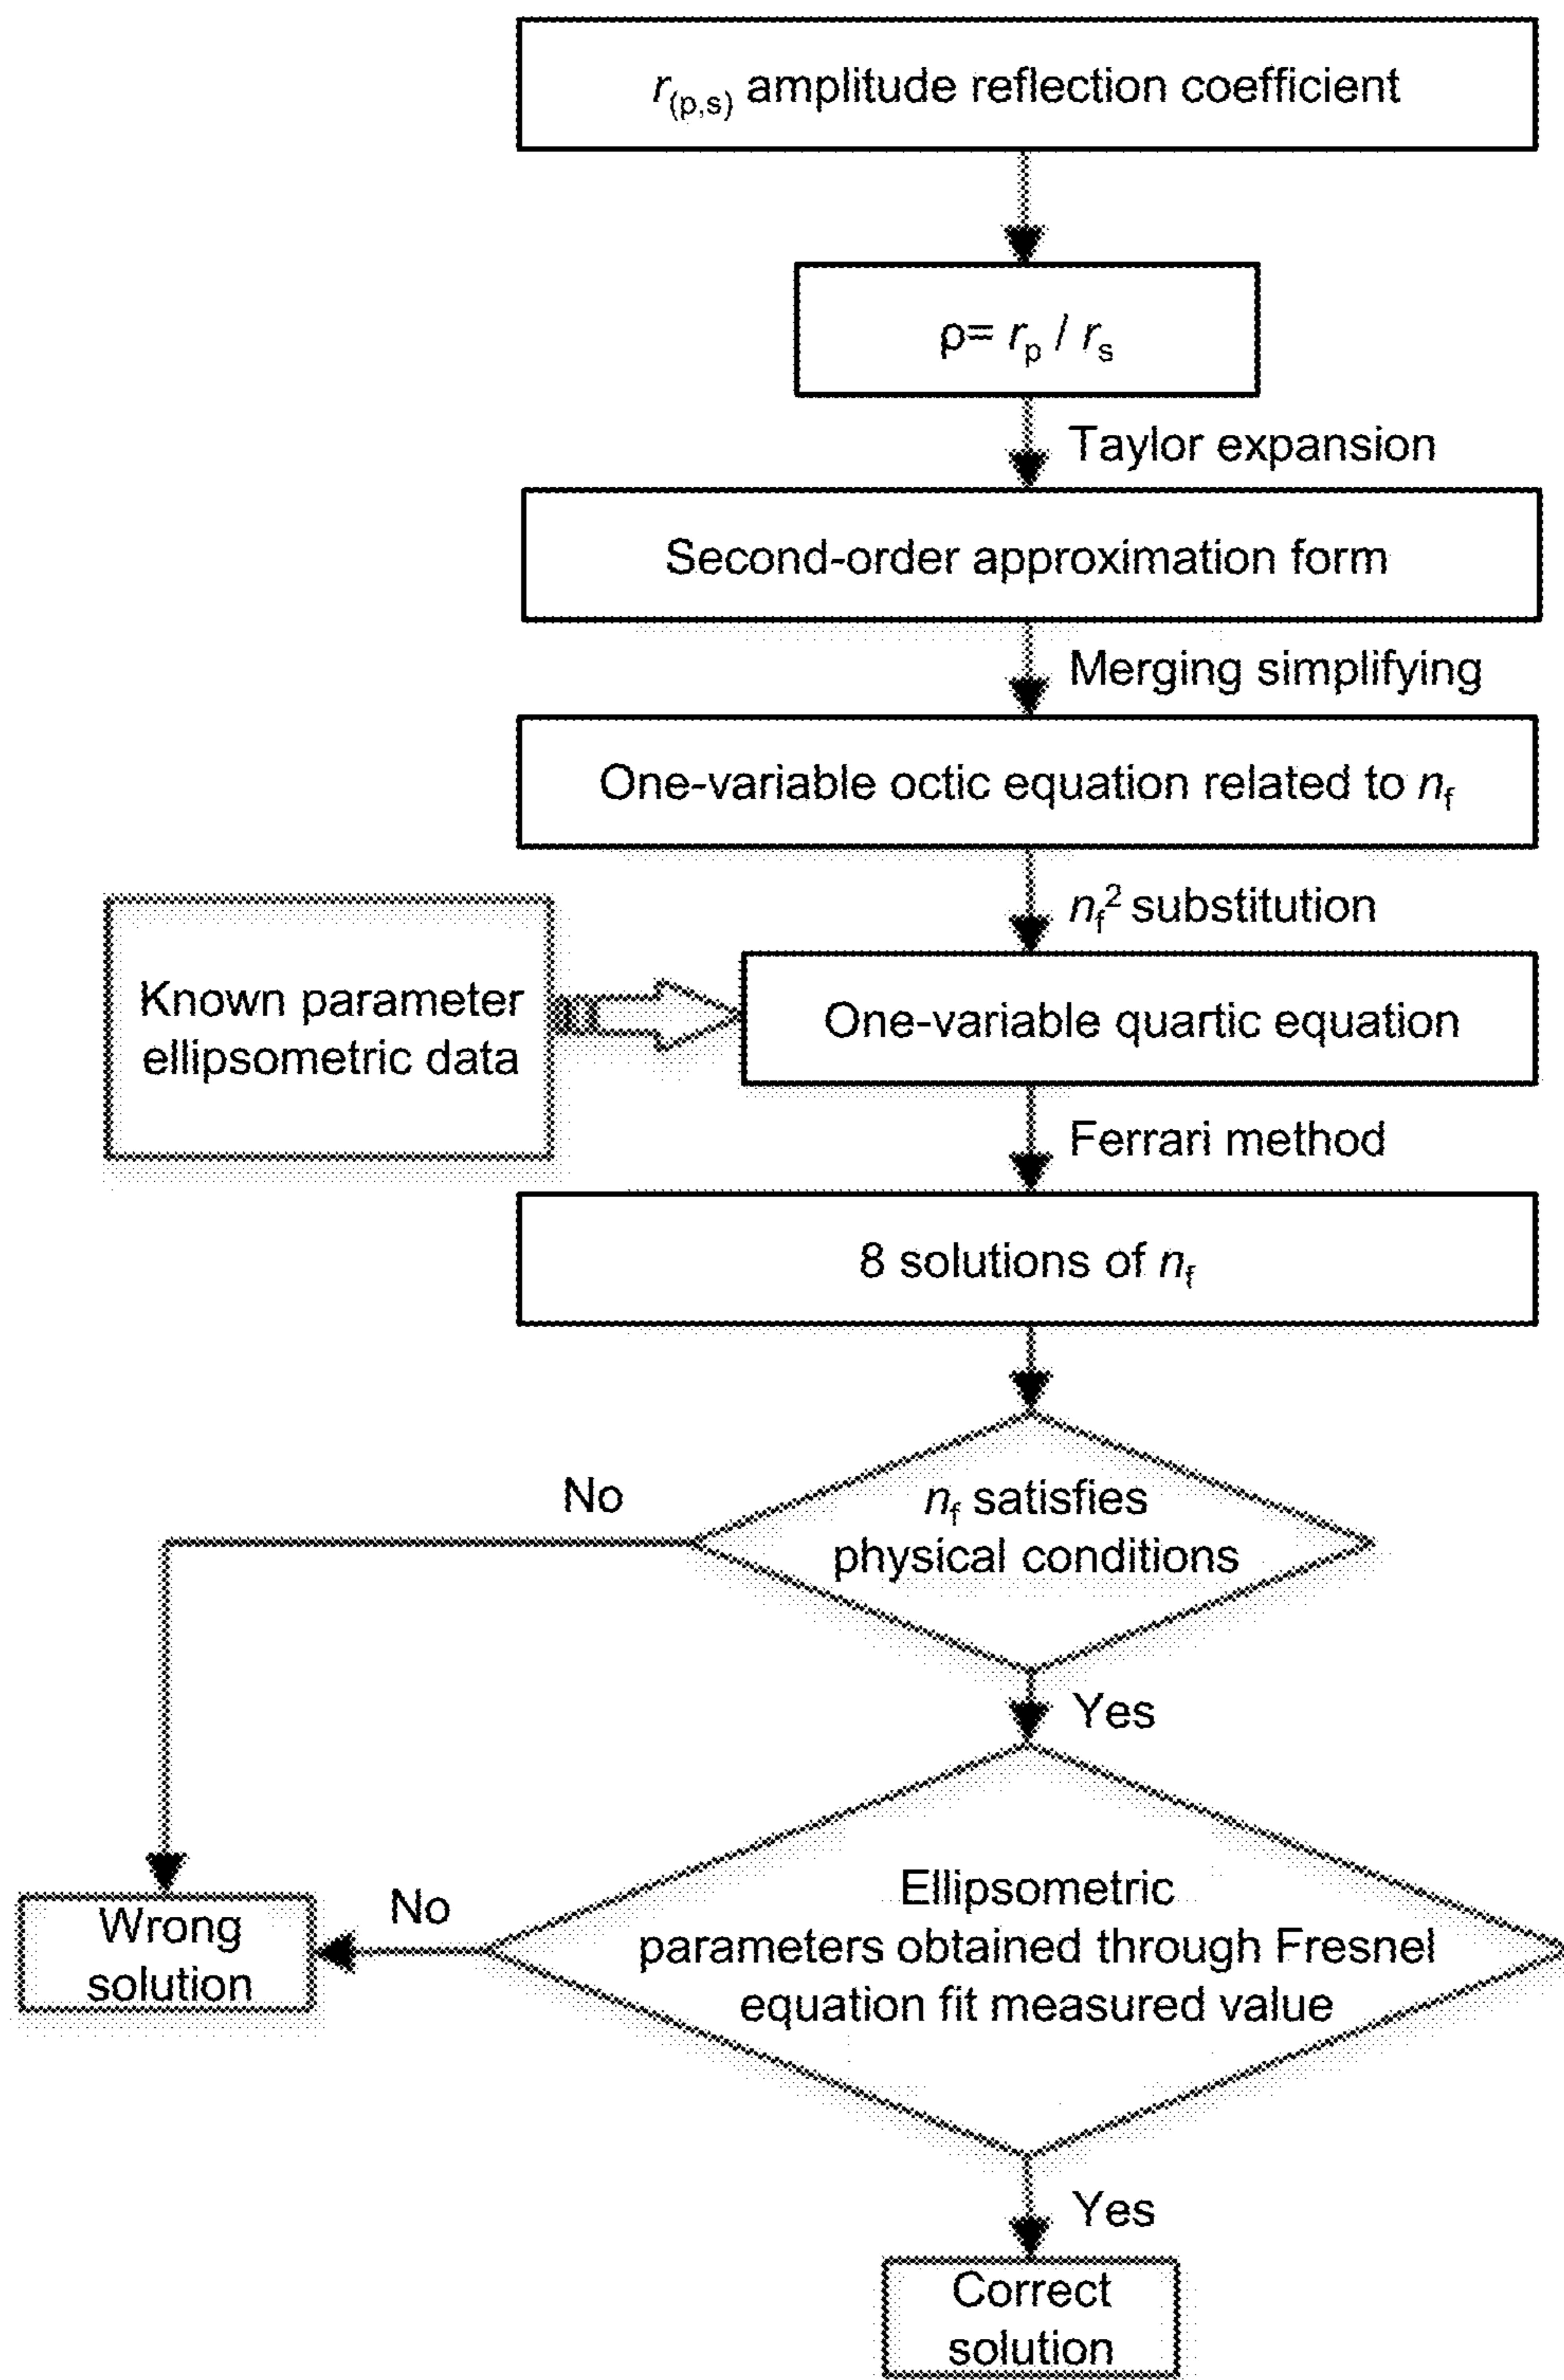 r(p,s) amplitude reflection coefficient
ρ= rp / rs
Taylor expansion
Second-order approximation form
Merging simplifying
One-variable octic equation related to nf
nf² substitution
Known parameter
ellipsometric data
One-variable quartic equation
Ferrari method
8 solutions of nf
No
nf satisfies
physical conditions
Yes
Ellipsometric
parameters obtained through Fresnel
equation fit measured value
No
Wrong
solution
Yes
Correct
solution